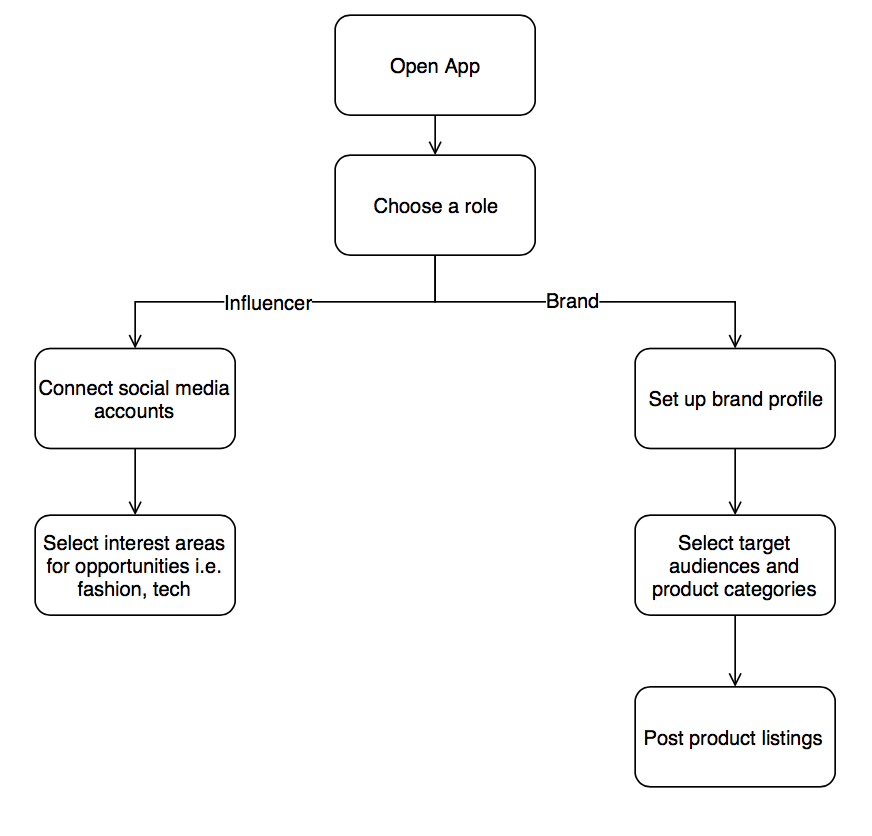 Open App
Choose a role
Influencer
Brand
Connect social media
accounts
Set up brand profile
Select interest areas
for opportunities i.e.
fashion, tech
Select target
audiences and
product categories
Post product listings